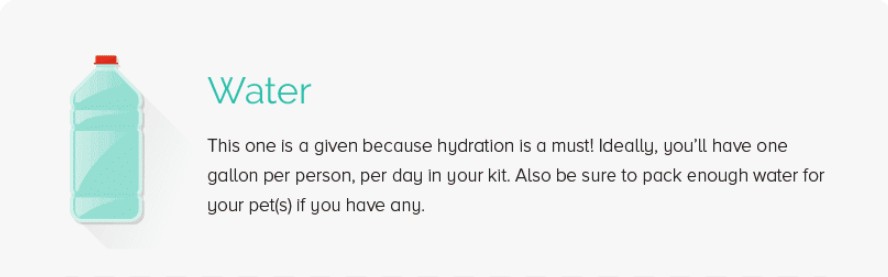 Water
This one is a given because hydration is a must! Ideally, you'll have one
gallon per person, per day in your kit. Also be sure to pack enough water for
your pet(s) if you have any.